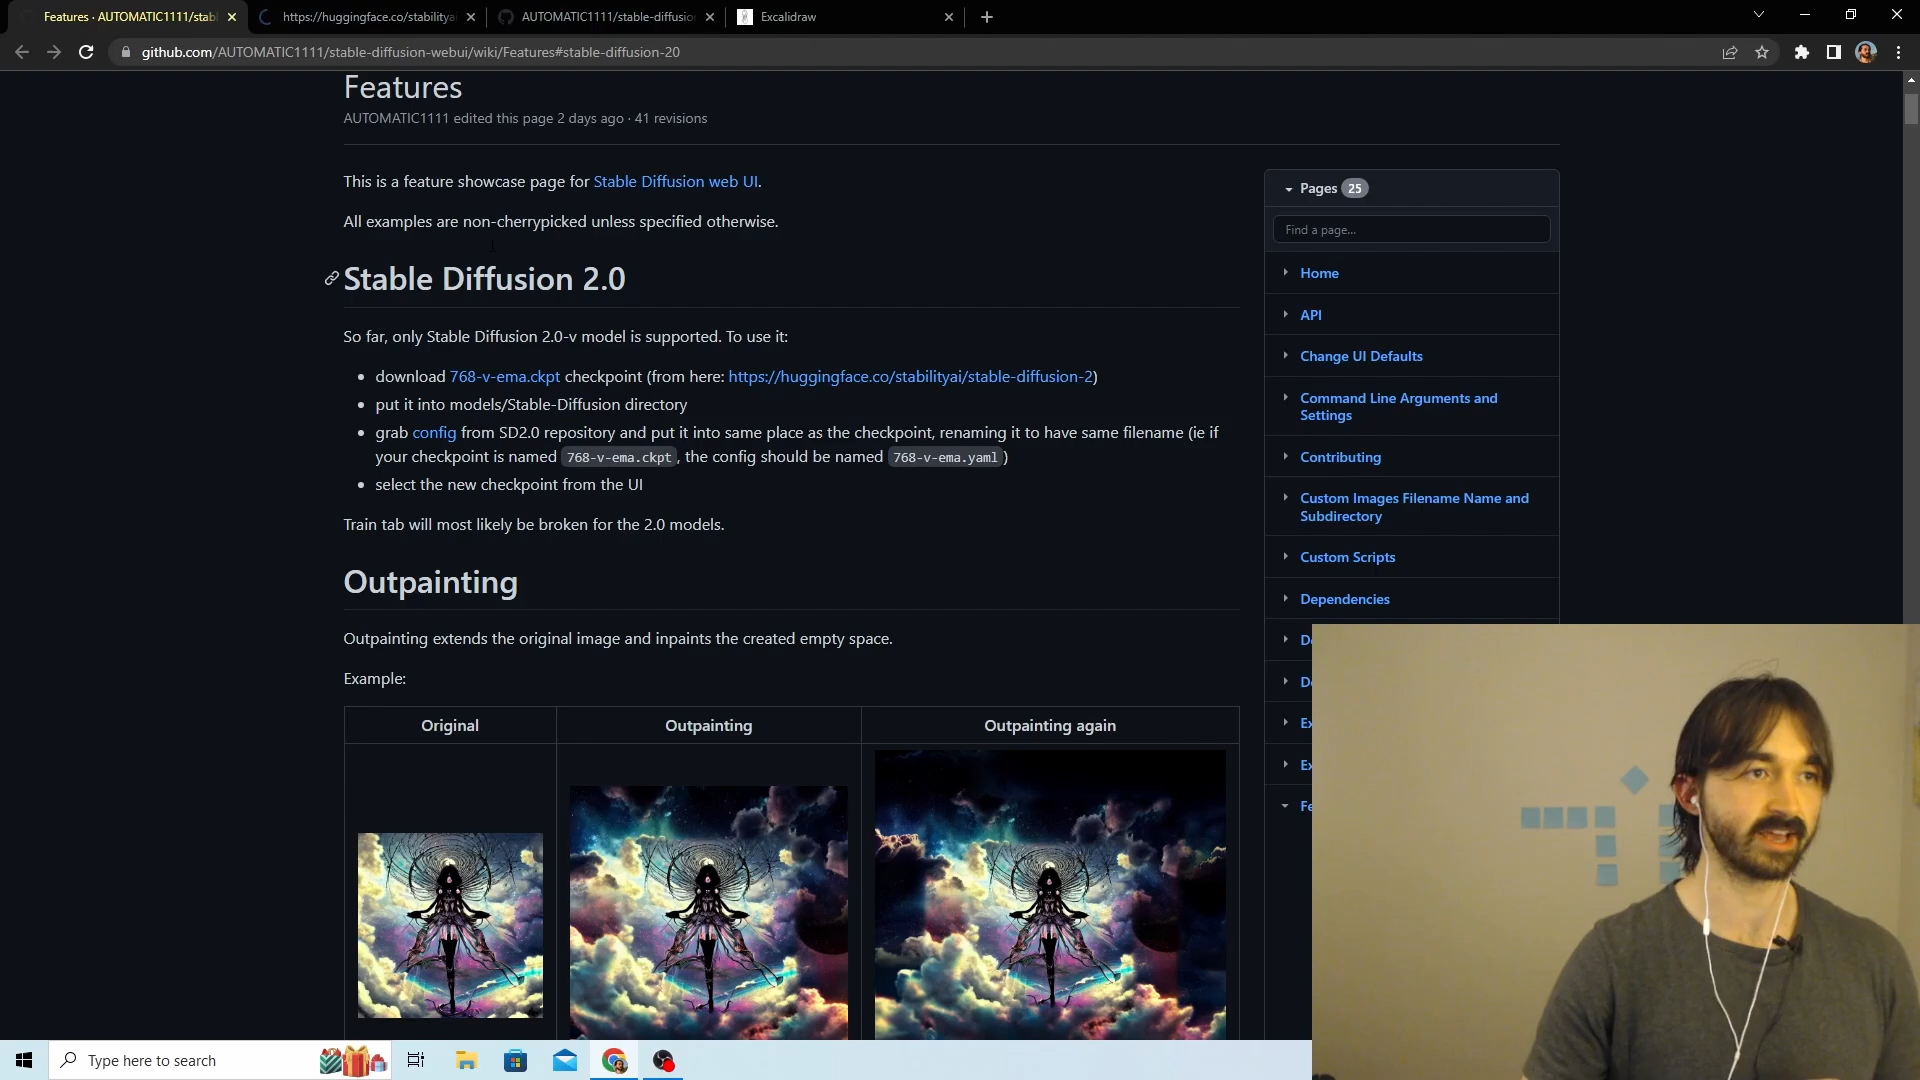 Features · AUTOMATIC1111/stabl
https://huggingface.co/stabilitya
AUTOMATIC1111/stable-diffusio
Excalidraw
github.com/AUTOMATIC1111/stable-diffusion-webui/wiki/Features#stable-diffusion-20
Features
AUTOMATIC1111 edited this page 2 days ago · 41 revisions
This is a feature showcase page for Stable Diffusion web UI.
All examples are non-cherrypicked unless specified otherwise.
Stable Diffusion 2.0
So far, only Stable Diffusion 2.0-v model is supported. To use it:
• download 768-v-ema.ckpt checkpoint (from here: https://huggingface.co/stabilityai/stable-diffusion-2)
• put it into models/Stable-Diffusion directory
• grab config from SD2.0 repository and put it into same place as the checkpoint, renaming it to have same filename (ie if
your checkpoint is named 768-v-ema.ckpt, the config should be named 768-v-ema.yaml)
• select the new checkpoint from the UI
Train tab will most likely be broken for the 2.0 models.
Outpainting
Outpainting extends the original image and inpaints the created empty space.
Example:
Original Outpainting Outpainting again
Pages 25
Find a page...
Home
API
Change UI Defaults
Command Line Arguments and
Settings
Contributing
Custom Images Filename Name and
Subdirectory
Custom Scripts
Dependencies
De
De
Ex
Ex
Fe
Type here to search